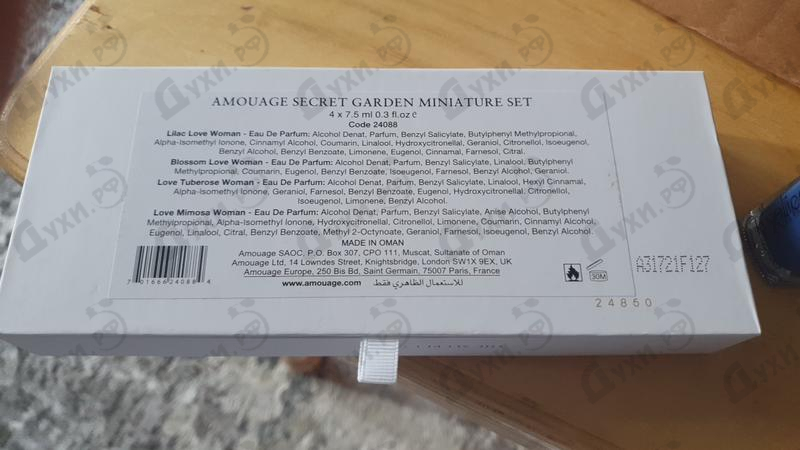 AMOUAGE SECRET GARDEN MINIATURE SET
4 x 7.5 ml 0.3 fl.oz ℮
Code 24088
Lilac Love Woman - Eau De Parfum: Alcohol Denat, Parfum, Benzyl Salicylate, Butylphenyl Methylpropional,
Alpha-Isomethyl Ionone, Cinnamyl Alcohol, Coumarin, Linalool, Hydroxycitronellal, Geraniol, Citronellol, Isoeugenol,
Benzyl Alcohol, Benzyl Benzoate, Limonene, Eugenol, Cinnamal, Farnesol, Citral.
Blossom Love Woman - Eau De Parfum: Alcohol Denat, Parfum, Benzyl Salicylate, Linalool, Butylphenyl
Methylpropional, Coumarin, Eugenol, Benzyl Benzoate, Isoeugenol, Farnesol, Benzyl Alcohol, Geraniol.
Love Tuberose Woman - Eau De Parfum: Alcohol Denat, Parfum, Benzyl Salicylate, Linalool, Hexyl Cinnamal,
Alpha-Isomethyl Ionone, Geraniol, Farnesol, Benzyl Benzoate, Eugenol, Hydroxycitronellal, Citronellol,
Isoeugenol, Limonene, Benzyl Alcohol.
Love Mimosa Woman - Eau De Parfum: Alcohol Denat, Parfum, Benzyl Salicylate, Anise Alcohol, Butylphenyl
Methylpropional, Alpha-Isomethyl Ionone, Hydroxycitronellal, Citronellol, Limonene, Coumarin, Cinnamyl Alcohol,
Eugenol, Linalool, Citral, Benzyl Benzoate, Methyl 2-Octynoate, Geraniol, Farnesol, Isoeugenol, Benzyl Alcohol.
MADE IN OMAN
Amouage SAOC, P.O. Box 307, CPO 111, Muscat, Sultanate of Oman
Amouage Ltd, 14 Lowndes Street, Knightsbridge, London SW1X 9EX, UK
Amouage Europe, 250 Bis Bd, Saint Germain, 75007 Paris, France
www.amouage.com للاستعمال الظاهري فقط
7 01666 24088 4
30M
A31721F127
24850
Духи.рф